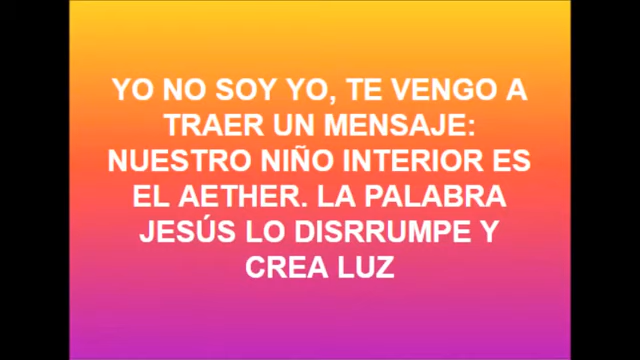 YO NO SOY YO, TE VENGO A
TRAER UN MENSAJE:
NUESTRO NIÑO INTERIOR ES
EL AETHER. LA PALABRA
JESÚS LO DISRRUMPE Y
CREA LUZ